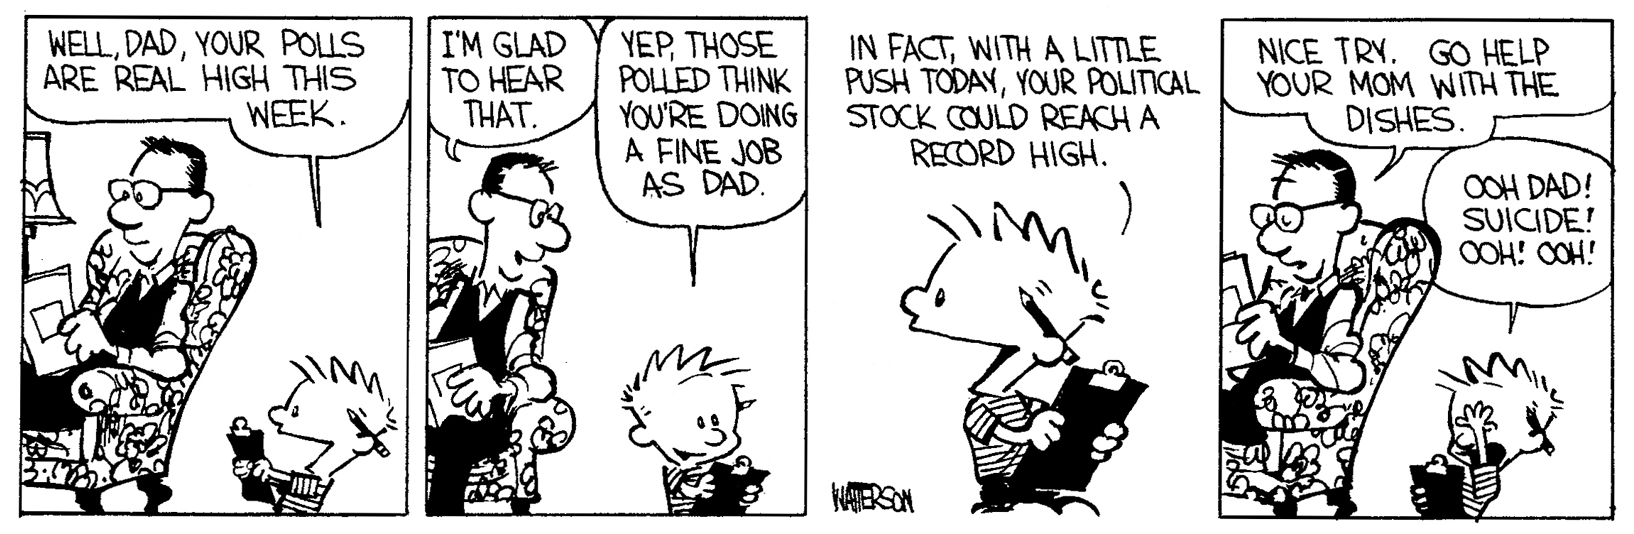 WELL, DAD, YOUR POLLS
ARE REAL HIGH THIS
WEEK.
I'M GLAD
TO HEAR
THAT.
YEP, THOSE
POLLED THINK
YOU'RE DOING
A FINE JOB
AS DAD.
IN FACT, WITH A LITTLE
PUSH TODAY, YOUR POLITICAL
STOCK COULD REACH A
RECORD HIGH.
WATTERSON
NICE TRY. GO HELP
YOUR MOM WITH THE
DISHES.
OOH DAD!
SUICIDE!
OOH! OOH!